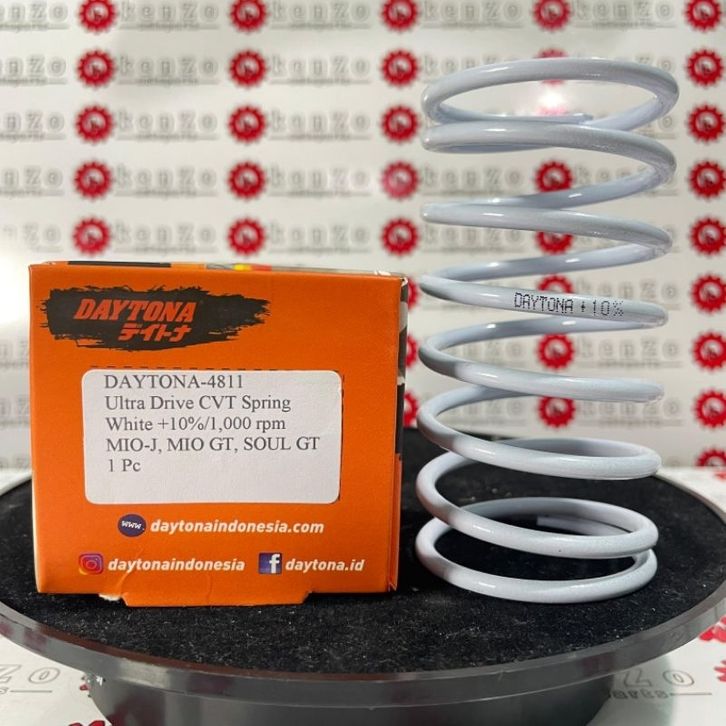 kenzo
DAYTONA
デイトナ
DAYTONA-4811
Ultra Drive CVT Spring
White +10%/1,000 rpm
MIO-J, MIO GT, SOUL GT
1 Pc
www. daytonaindonesia.com
daytonaindonesia
daytona.id
DAYTONA +10%